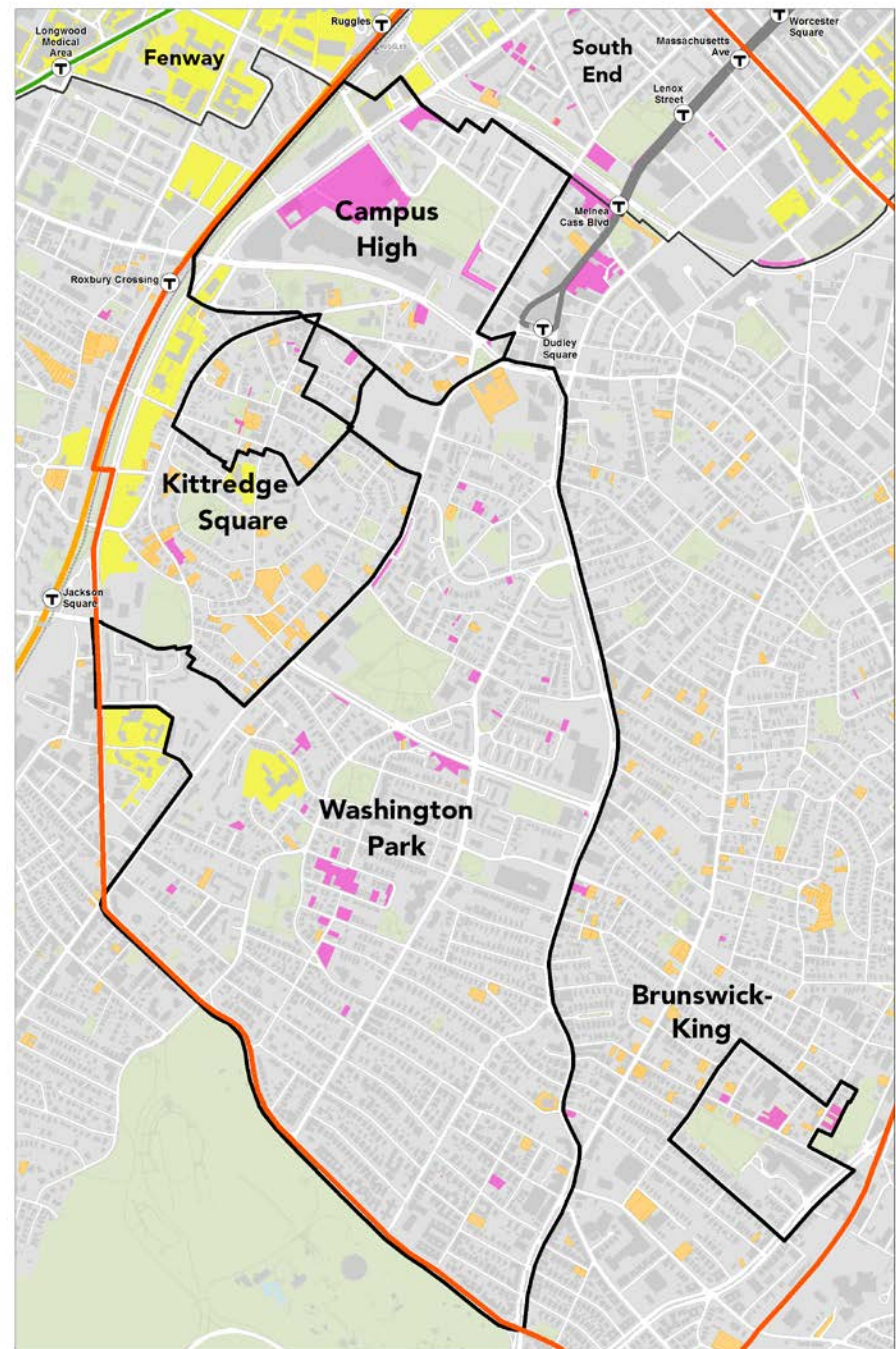 Longwood
Medical
Area
Fenway
Ruggles
South
End
Massachusetts
Ave
Worcester
Square
Lenox
Street
Campus
High
Melnea
Cass Blvd
Roxbury Crossing
Dudley
Square
Kittredge
Square
Jackson
Square
Washington
Park
Brunswick-
King